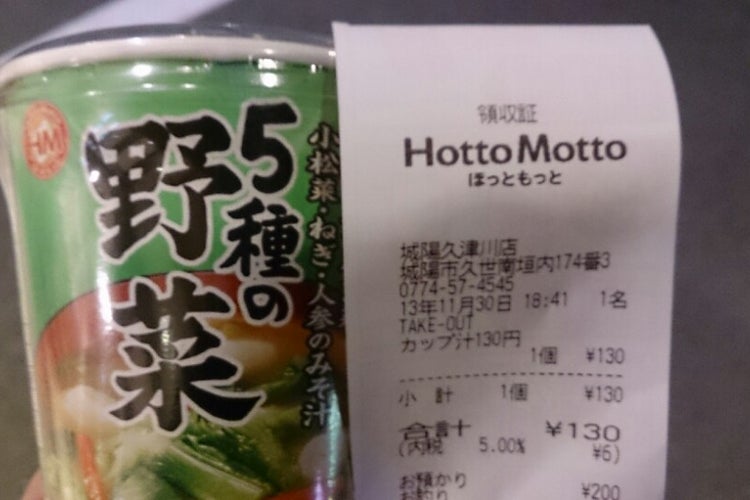 HM
5種の
野菜
小松菜・ねぎ・人参のみそ汁
領収証
HottoMotto
ほっともっと
城陽久津川店
城陽市久世南垣内174番3
0774-57-4545
13年11月30日 18:41 1名
TAKE-OUT
カップ汁130円
1個 ¥130
小 計 1個 ¥130
合計 ¥130
(内税 5.00% ¥6)
お預かり ¥200
お釣り